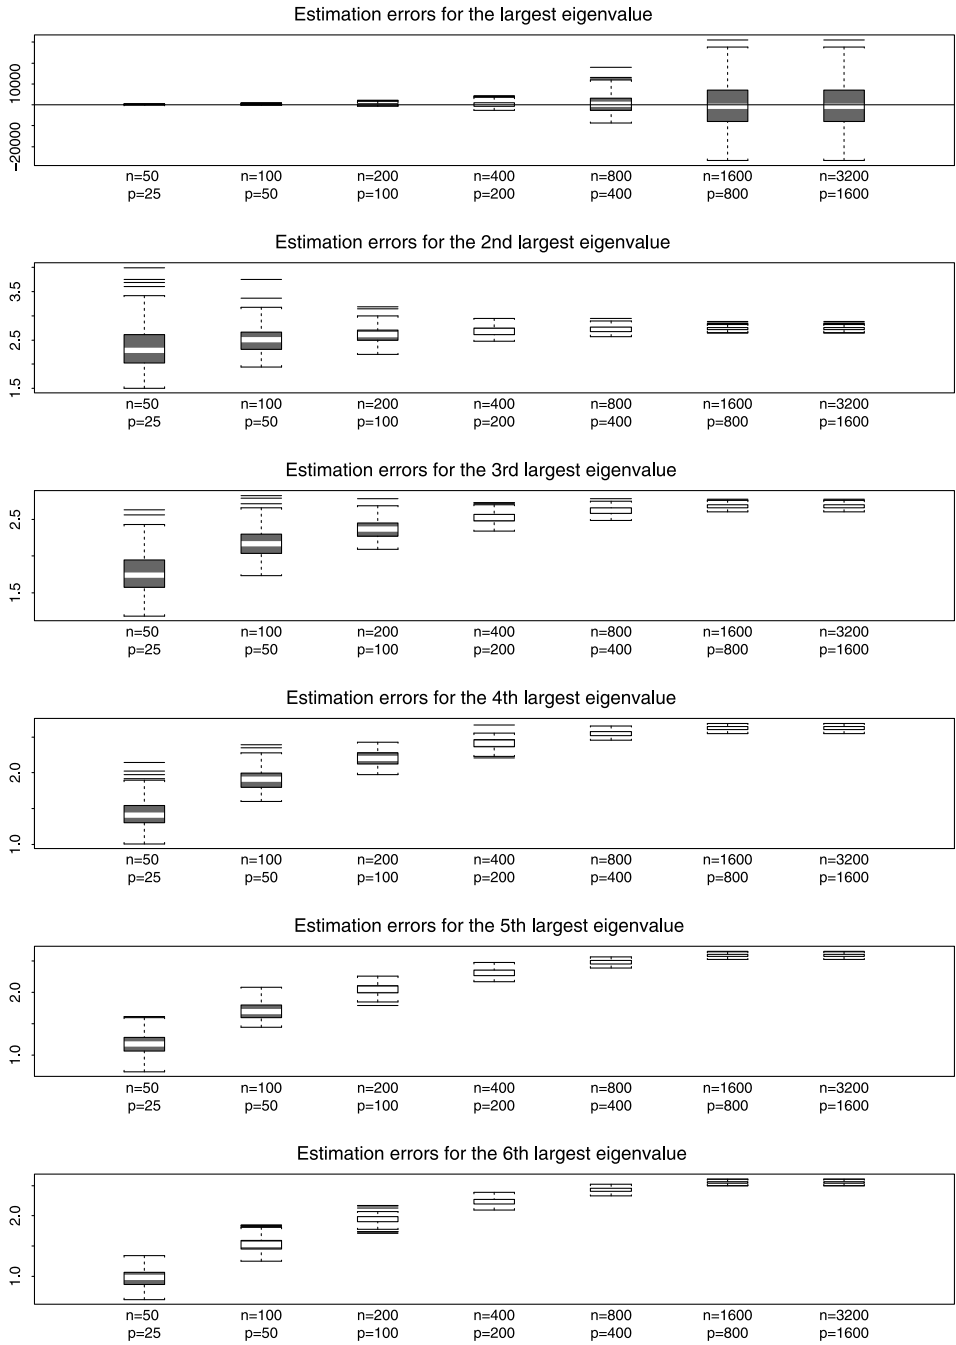 Estimation errors for the largest eigenvalue
10000
−20000
n=50 n=100 n=200 n=400 n=800 n=1600 n=3200
p=25 p=50 p=100 p=200 p=400 p=800 p=1600
Estimation errors for the 2nd largest eigenvalue
3.5
2.5
1.5
n=50 n=100 n=200 n=400 n=800 n=1600 n=3200
p=25 p=50 p=100 p=200 p=400 p=800 p=1600
Estimation errors for the 3rd largest eigenvalue
2.5
1.5
n=50 n=100 n=200 n=400 n=800 n=1600 n=3200
p=25 p=50 p=100 p=200 p=400 p=800 p=1600
Estimation errors for the 4th largest eigenvalue
2.0
1.0
n=50 n=100 n=200 n=400 n=800 n=1600 n=3200
p=25 p=50 p=100 p=200 p=400 p=800 p=1600
Estimation errors for the 5th largest eigenvalue
2.0
1.0
n=50 n=100 n=200 n=400 n=800 n=1600 n=3200
p=25 p=50 p=100 p=200 p=400 p=800 p=1600
Estimation errors for the 6th largest eigenvalue
2.0
1.0
n=50 n=100 n=200 n=400 n=800 n=1600 n=3200
p=25 p=50 p=100 p=200 p=400 p=800 p=1600